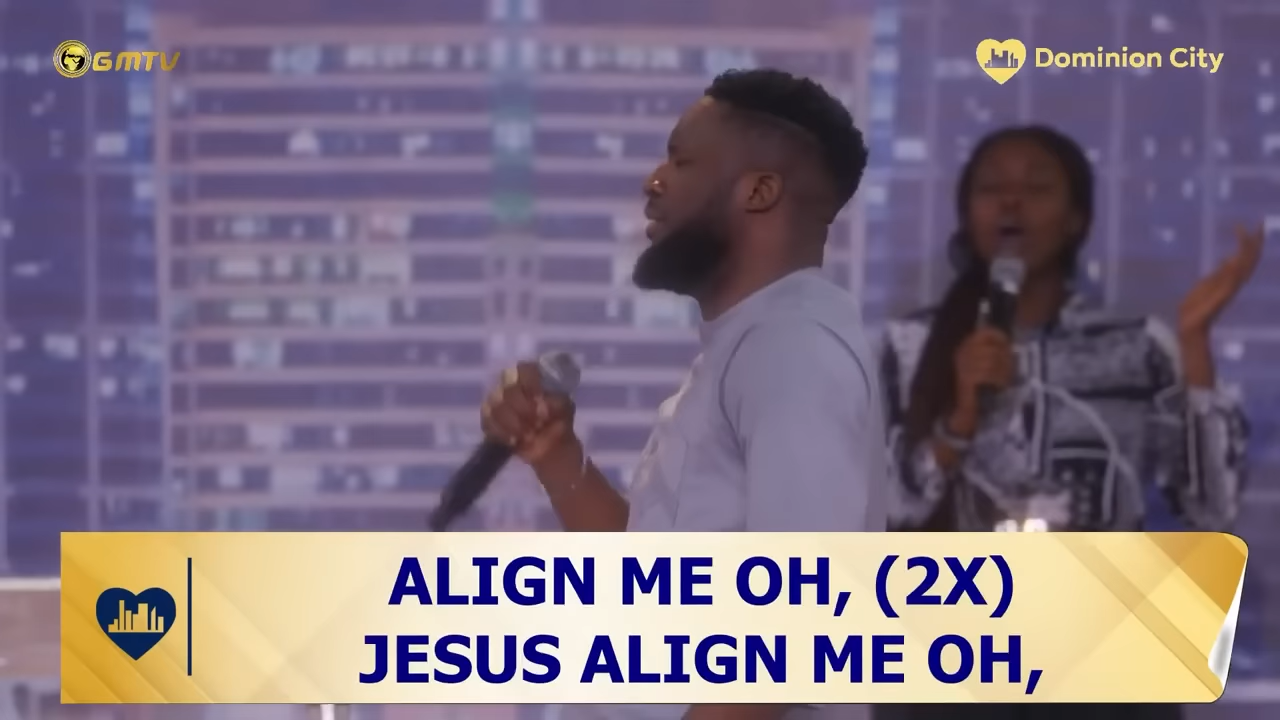 GMTV
Dominion City
ALIGN ME OH, (2X)
JESUS ALIGN ME OH,